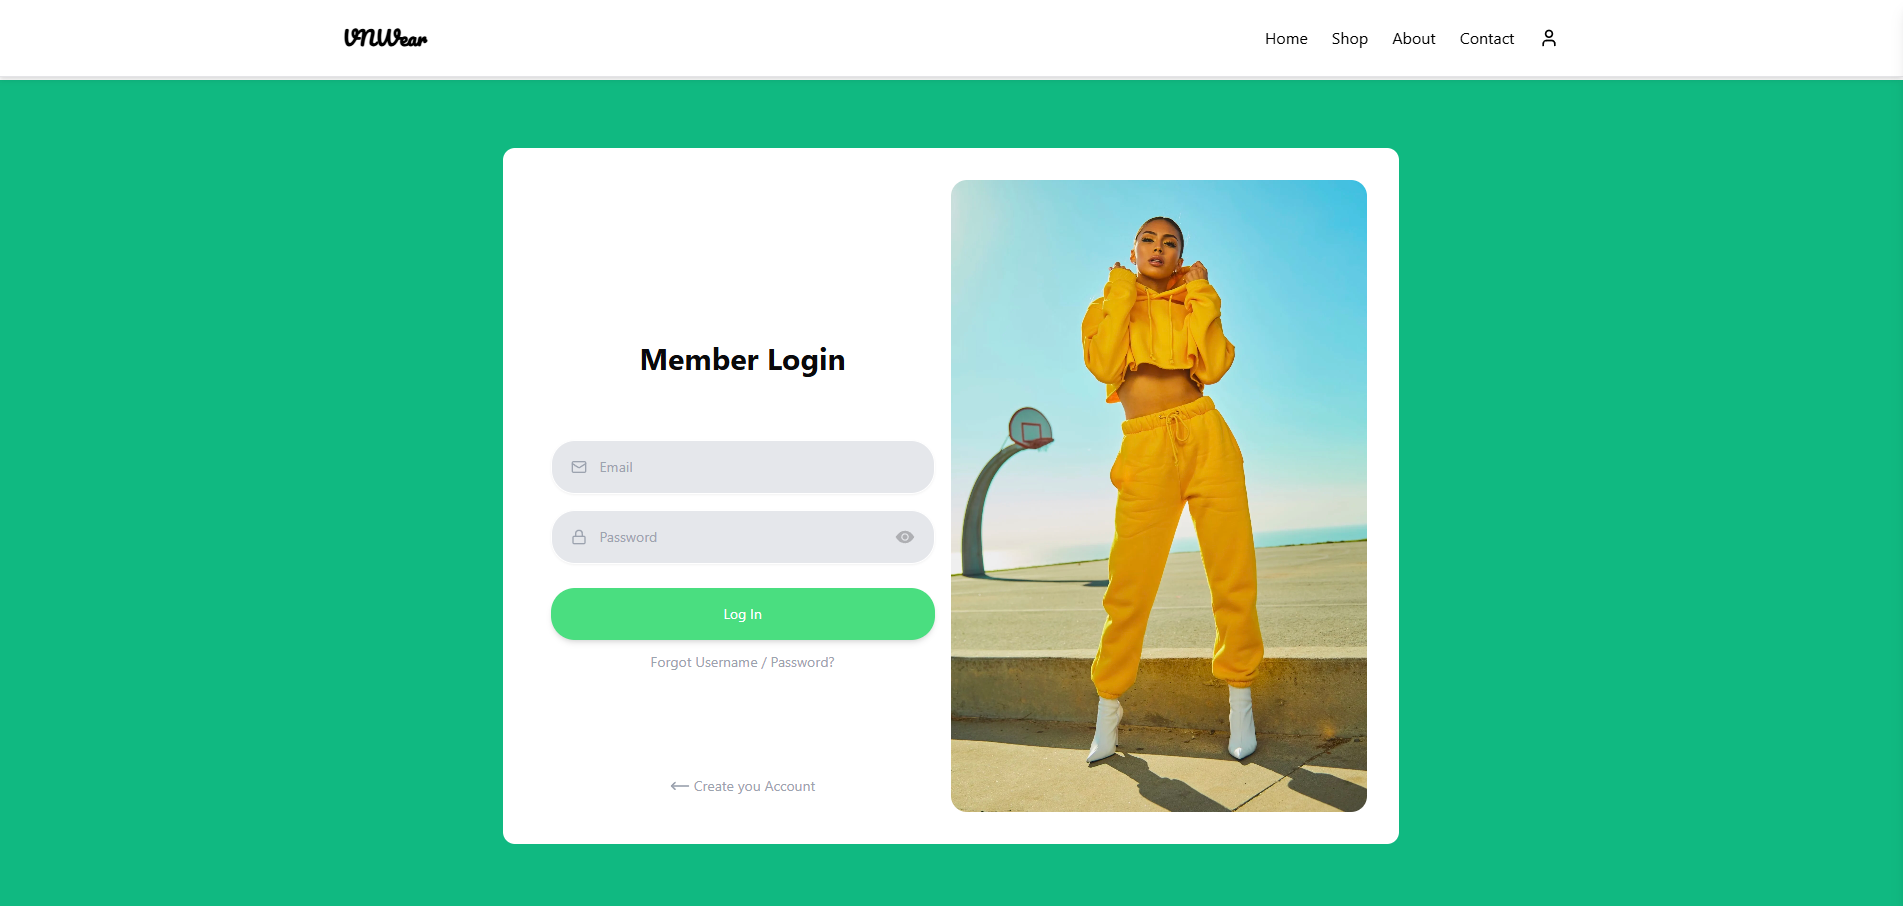 VNWear
Home Shop About Contact
Member Login
Email
Password
Log In
Forgot Username / Password?
Create you Account